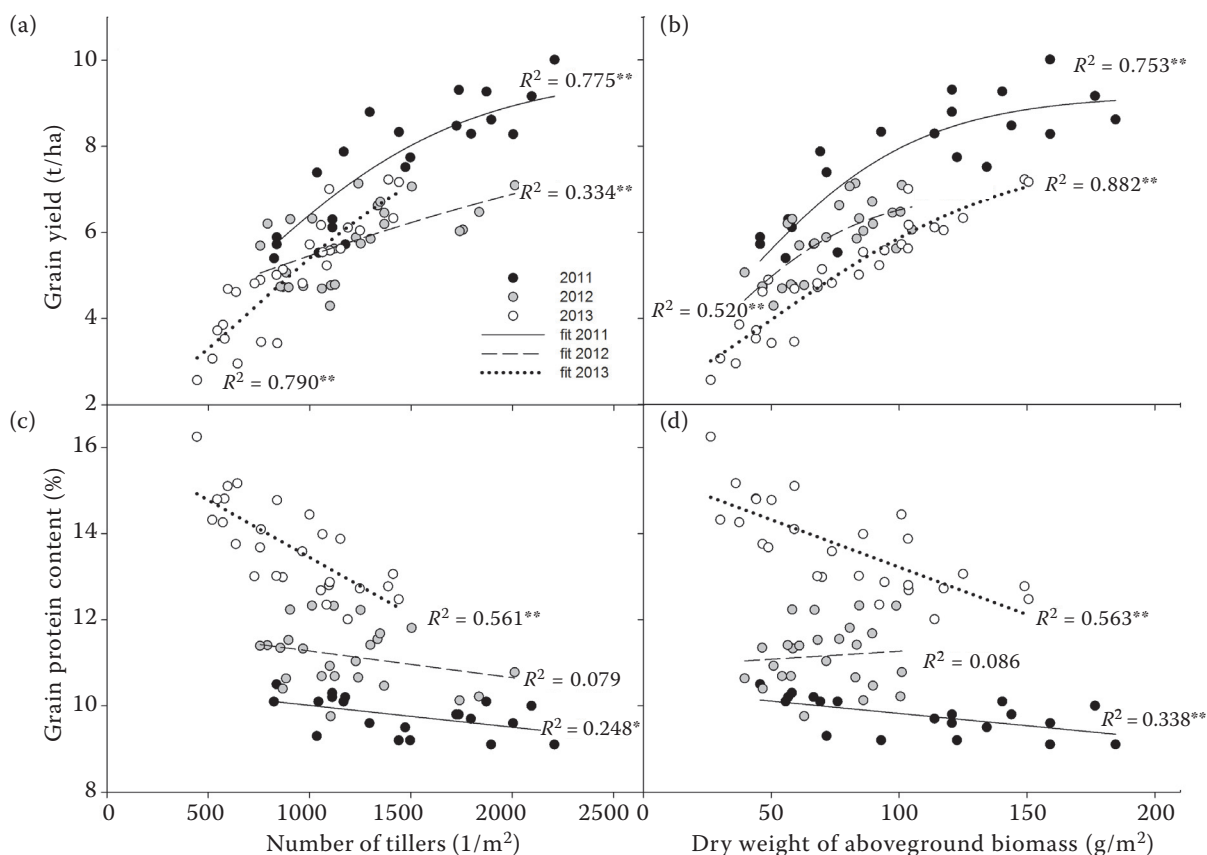 (a)
(b)
Grain yield (t/ha)
10
8
6
4
2
R² = 0.775**
R² = 0.334**
R² = 0.790**
2011
2012
2013
fit 2011
fit 2012
fit 2013
R² = 0.753**
R² = 0.882**
R² = 0.520**
(c)
(d)
Grain protein content (%)
16
14
12
10
8
R² = 0.561**
R² = 0.079
R² = 0.248*
R² = 0.563**
R² = 0.086
R² = 0.338**
0 500 1000 1500 2000 2500
0 50 100 150 200
Number of tillers (1/m²)
Dry weight of aboveground biomass (g/m²)